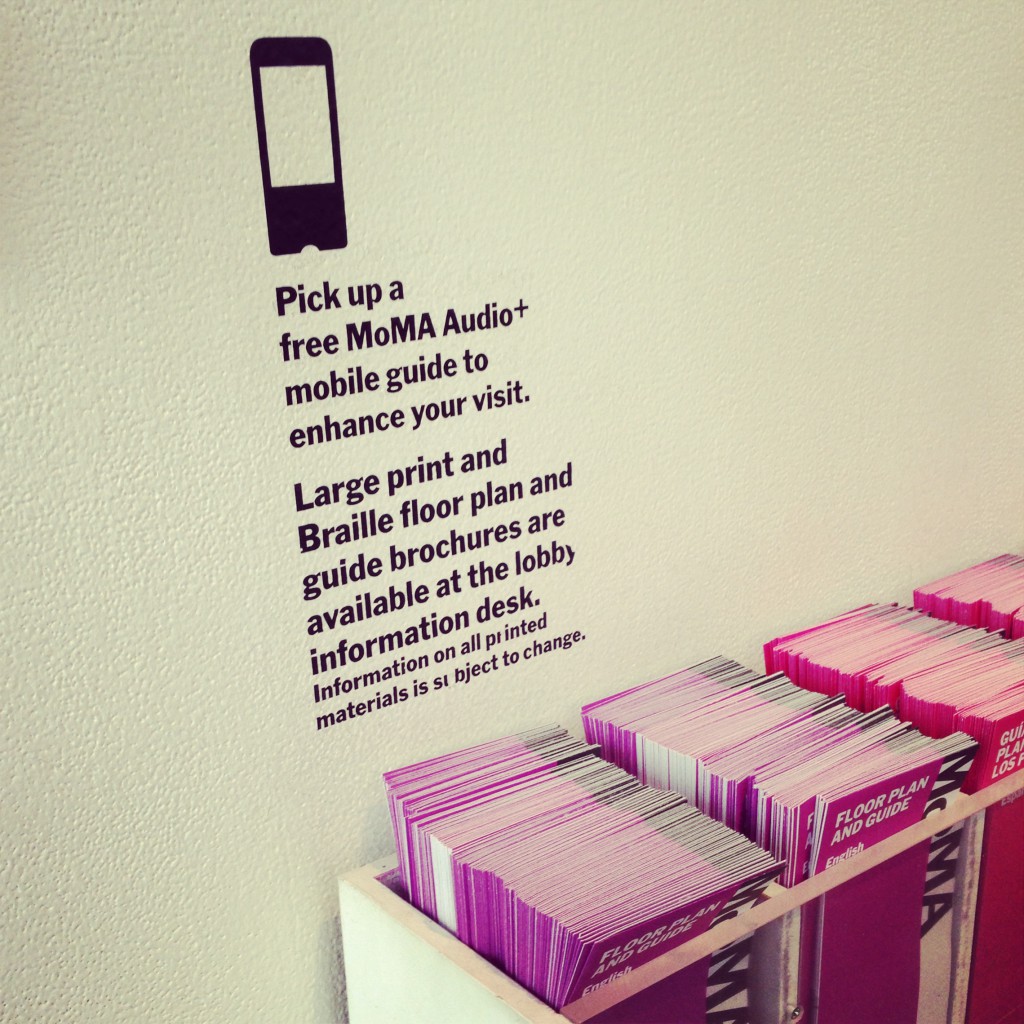 Pick up a
free MoMA Audio+
mobile guide to
enhance your visit.
Large print and
Braille floor plan and
guide brochures are
available at the lobby
information desk.
Information on all printed
materials is subject to change.
FLOOR PLAN
AND GUIDE
English
FLOOR PLAN
AND GUIDE
English
MoMA
MoMA